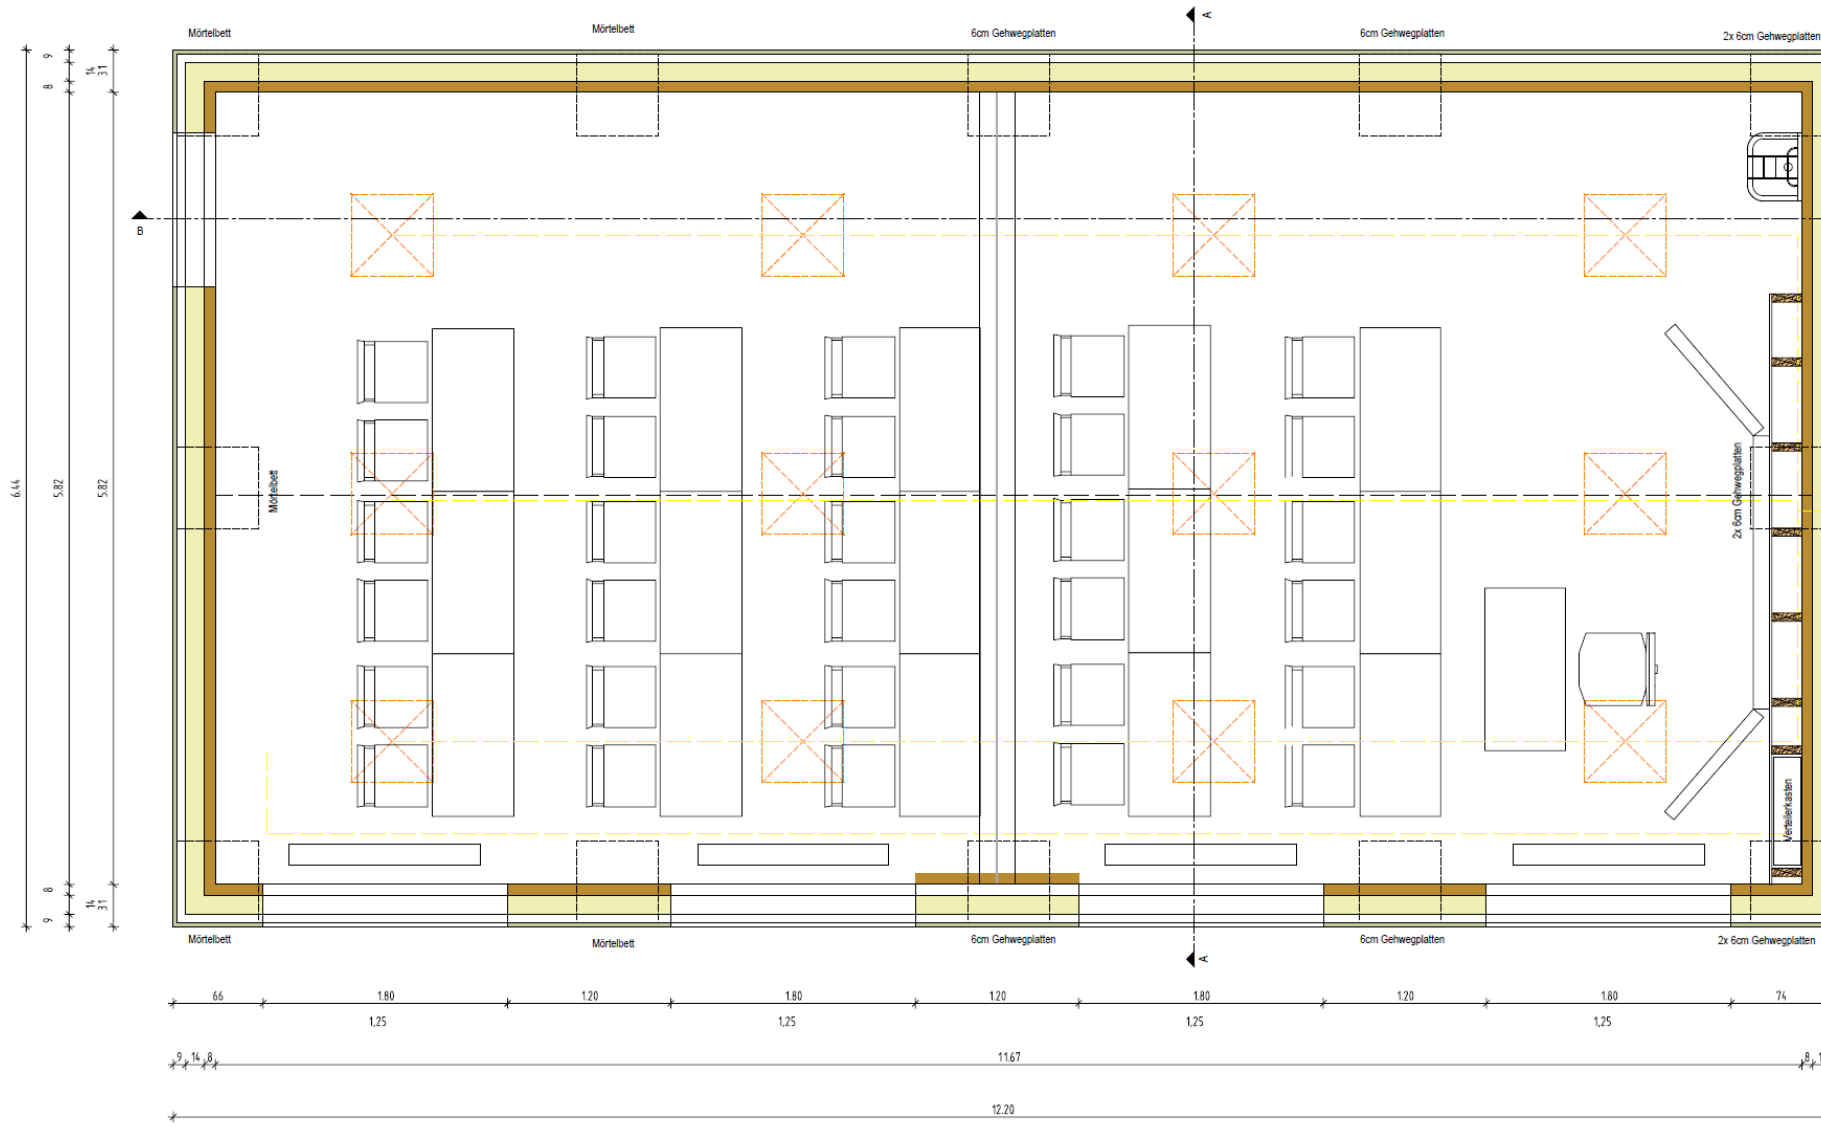 Mörtelbett
Mörtelbett
6cm Gehwegplatten
A
6cm Gehwegplatten
2x 6cm Gehwegplatten
9
14
31
8
B
6.44
5.82
5.82
Mörtelbett
2x 6cm Gehwegplatten
Verteilerkasten
8
14
31
9
Mörtelbett
Mörtelbett
6cm Gehwegplatten
A
6cm Gehwegplatten
2x 6cm Gehwegplatten
66
1.80
1.20
1.80
1.20
1.80
1.20
1.80
74
1,25
1,25
1,25
1,25
9
14
8
11.67
8
12.20